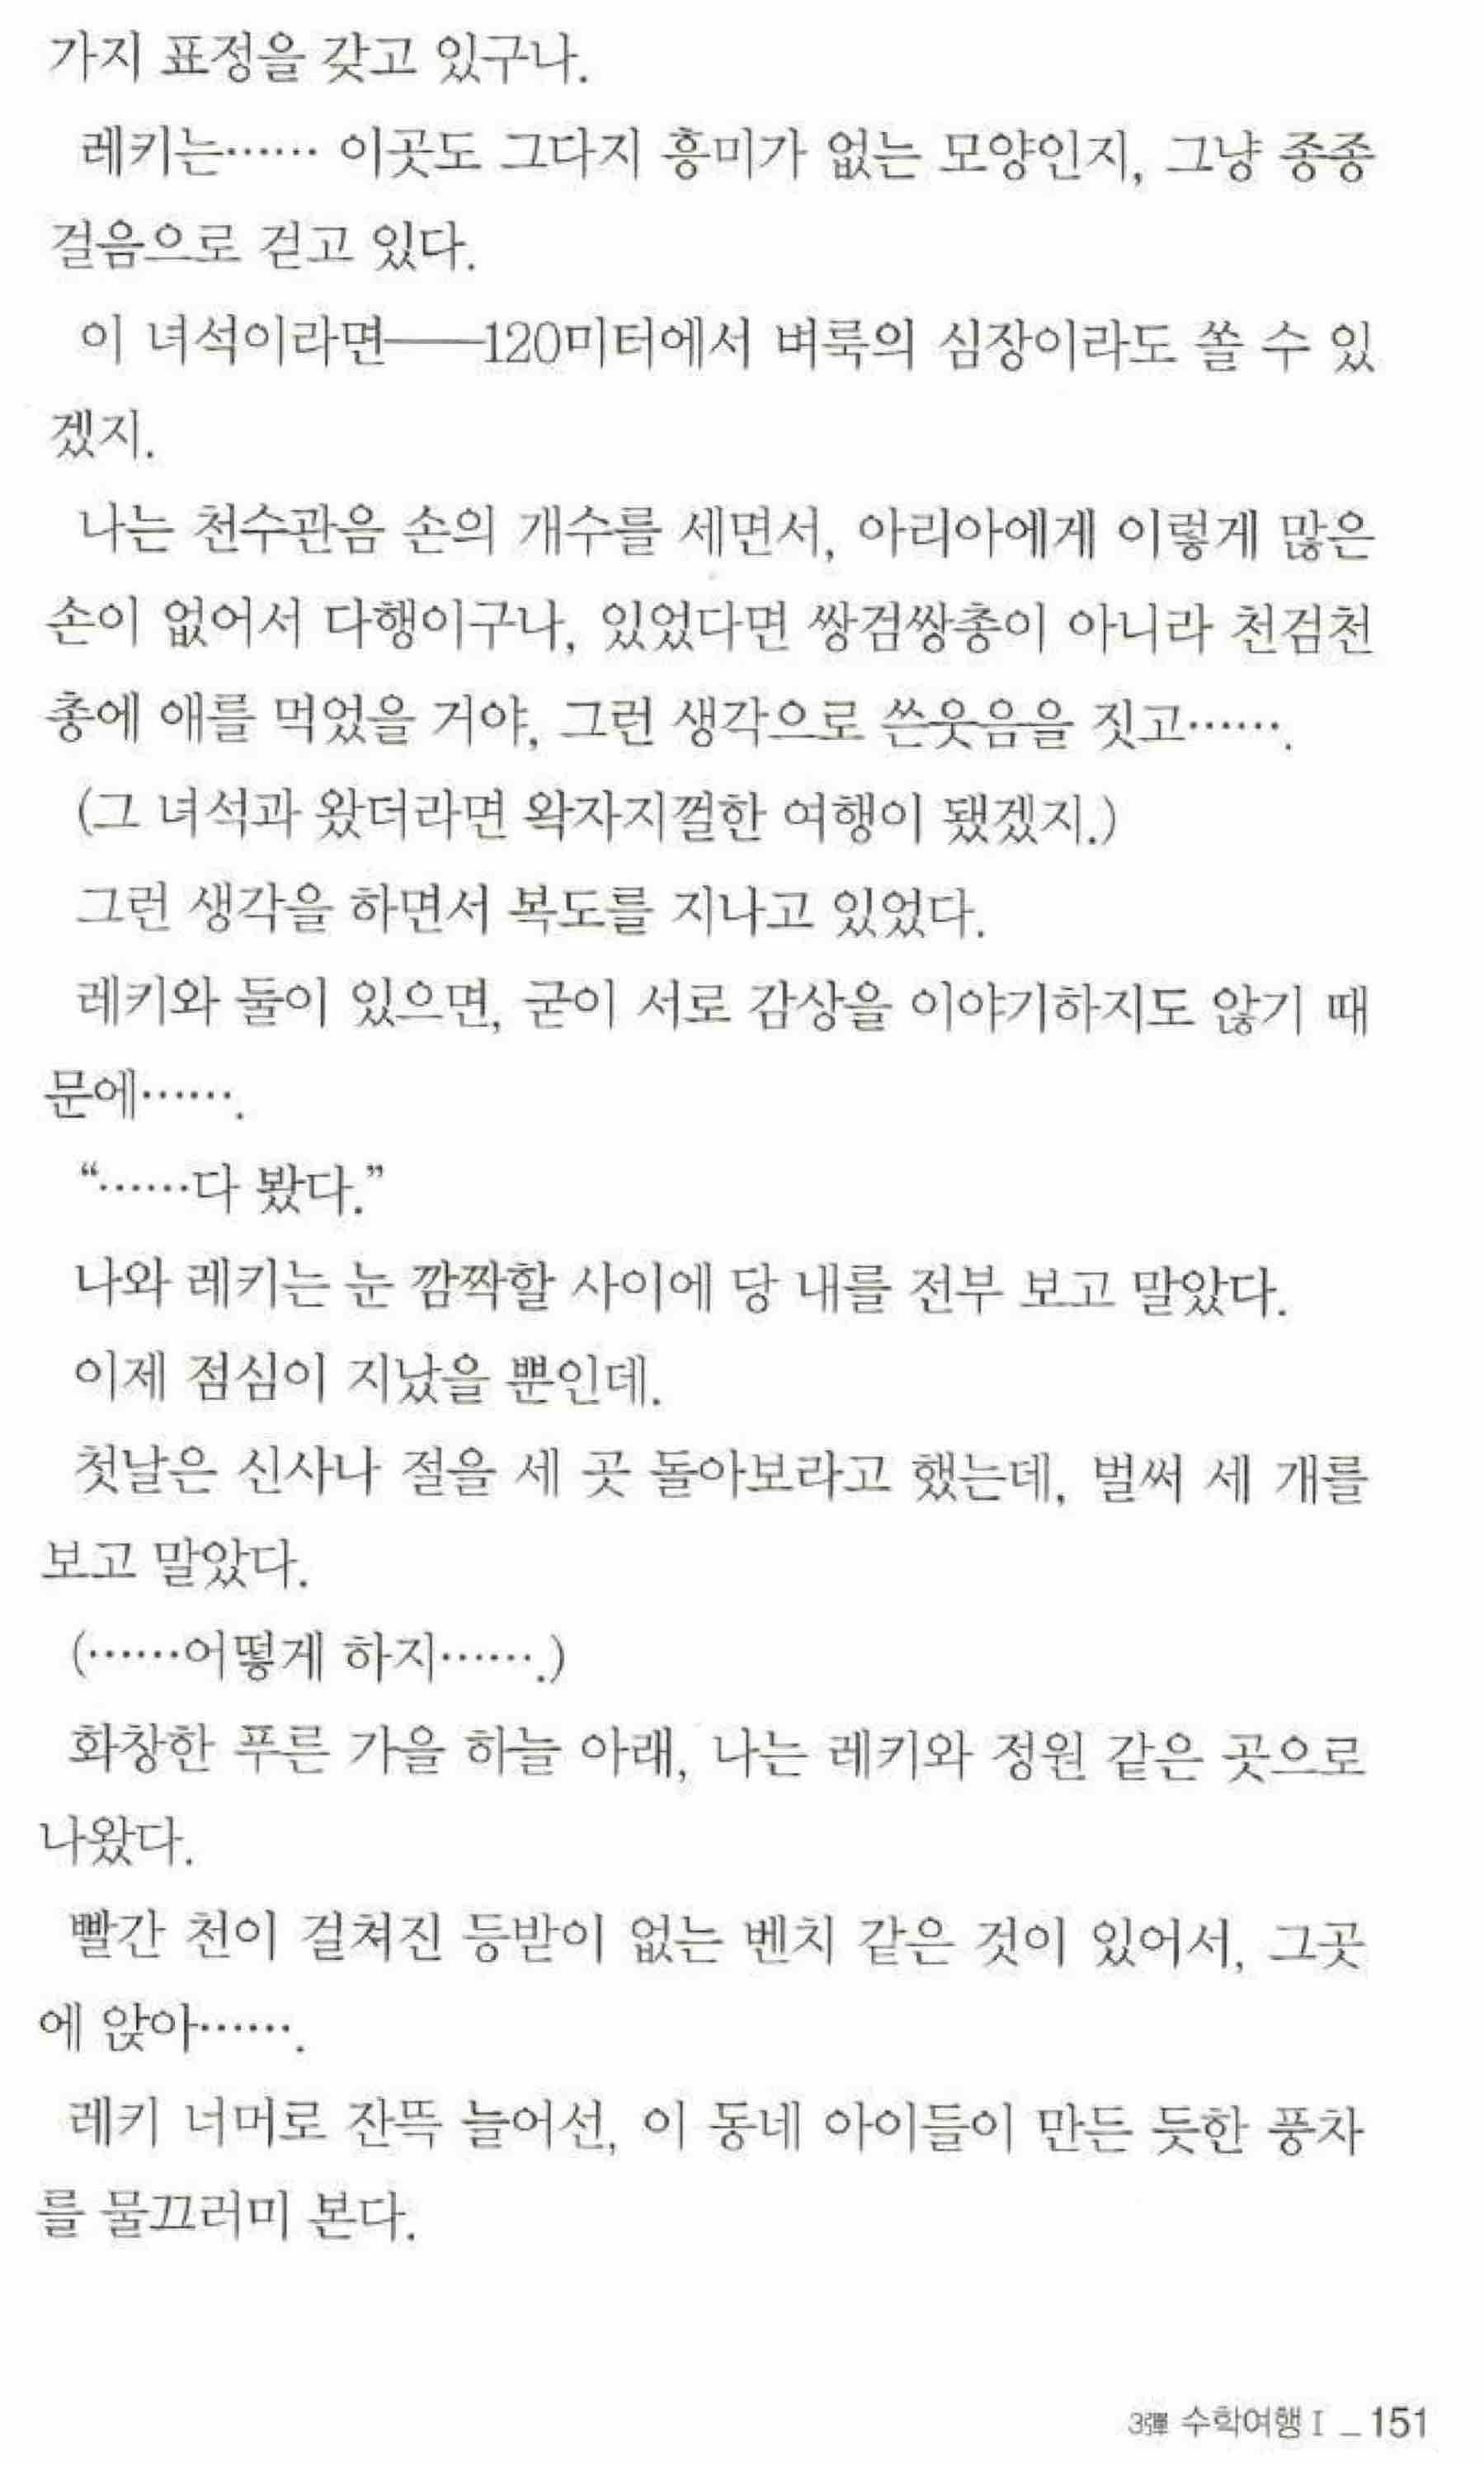 가지 표정을 갖고 있구나.
레키는…… 이곳도 그다지 흥미가 없는 모양인지, 그냥 종종
걸음으로 걷고 있다.
이 녀석이라면──120미터에서 벼룩의 심장이라도 쏠 수 있
겠지.
나는 천수관음 손의 개수를 세면서, 아리아에게 이렇게 많은
손이 없어서 다행이구나, 있었다면 쌍검쌍총이 아니라 천검천
총에 애를 먹었을 거야, 그런 생각으로 쓴웃음을 짓고…….
(그 녀석과 왔더라면 왁자지껄한 여행이 됐겠지.)
그런 생각을 하면서 복도를 지나고 있었다.
레키와 둘이 있으면, 굳이 서로 감상을 이야기하지도 않기 때
문에…….
“……다 봤다.”
나와 레키는 눈 깜짝할 사이에 당 내를 전부 보고 말았다.
이제 점심이 지났을 뿐인데.
첫날은 신사나 절을 세 곳 돌아보라고 했는데, 벌써 세 개를
보고 말았다.
(……어떻게 하지…….)
화창한 푸른 가을 하늘 아래, 나는 레키와 정원 같은 곳으로
나왔다.
빨간 천이 걸쳐진 등받이 없는 벤치 같은 것이 있어서, 그곳
에 앉아…….
레키 너머로 잔뜩 늘어선, 이 동네 아이들이 만든 듯한 풍차
를 물끄러미 본다.
3彈 수학여행 I _ 151